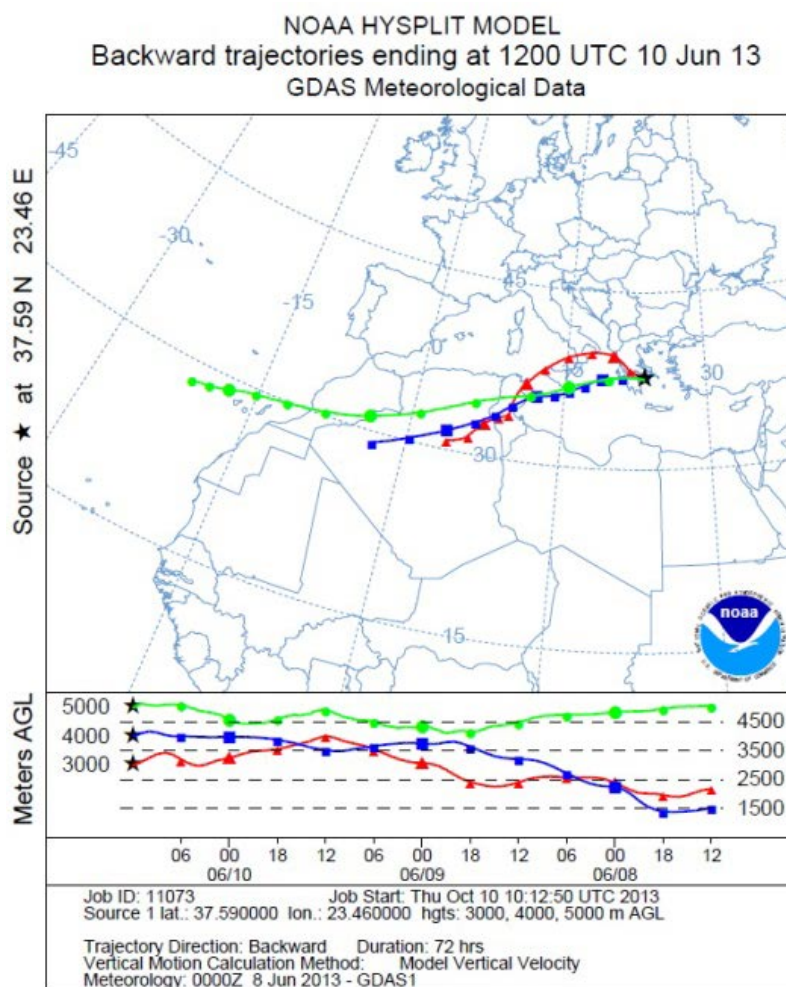 NOAA HYSPLIT MODEL
Backward trajectories ending at 1200 UTC 10 Jun 13
GDAS Meteorological Data
Source ★ at 37.59 N 23.46 E
-45
-30
-15
0
45
15
30
30
15
noaa
Meters AGL
5000
4000
3000
4500
3500
2500
1500
06 00 18 12 06 00 18 12 06 00 18 12
06/10 06/09 06/08
Job ID: 11073 Job Start: Thu Oct 10 10:12:50 UTC 2013
Source 1 lat.: 37.590000 lon.: 23.460000 hgts: 3000, 4000, 5000 m AGL
Trajectory Direction: Backward Duration: 72 hrs
Vertical Motion Calculation Method: Model Vertical Velocity
Meteorology: 0000Z 8 Jun 2013 - GDAS1